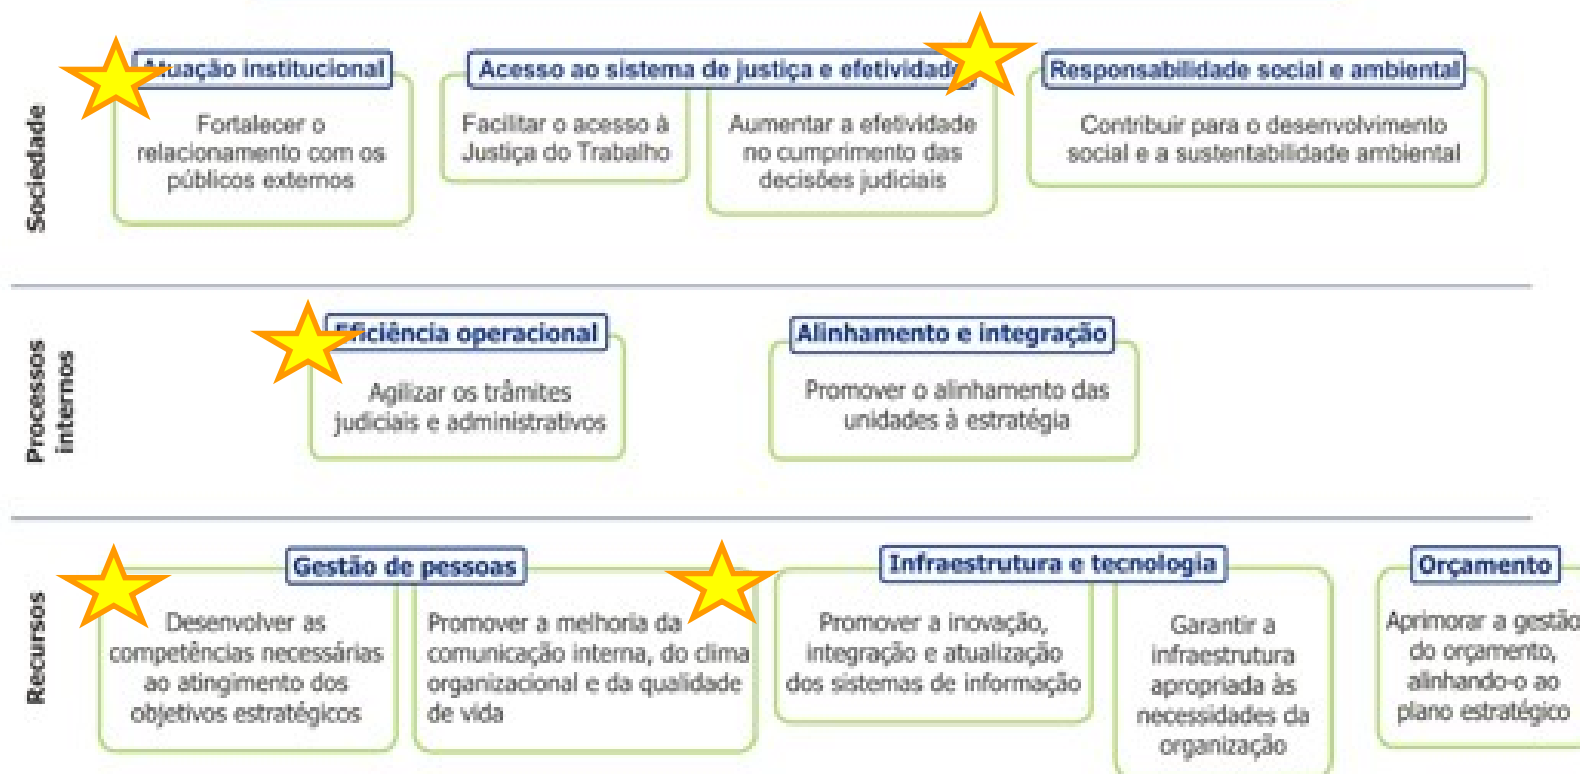 Sociedade
Atuação institucional
Fortalecer o
relacionamento com os
públicos externos
Acesso ao sistema de justiça e efetividade
Facilitar o acesso à
Justiça do Trabalho
Aumentar a efetividade
no cumprimento das
decisões judiciais
Responsabilidade social e ambiental
Contribuir para o desenvolvimento
social e a sustentabilidade ambiental
Processos
internos
Eficiência operacional
Agilizar os trâmites
judiciais e administrativos
Alinhamento e integração
Promover o alinhamento das
unidades à estratégia
Recursos
Gestão de pessoas
Desenvolver as
competências necessárias
ao atingimento dos
objetivos estratégicos
Promover a melhoria da
comunicação interna, do clima
organizacional e da qualidade
de vida
Infraestrutura e tecnologia
Promover a inovação,
integração e atualização
dos sistemas de informação
Garantir a
infraestrutura
apropriada às
necessidades da
organização
Orçamento
Aprimorar a gestão
do orçamento,
alinhando-o ao
plano estratégico